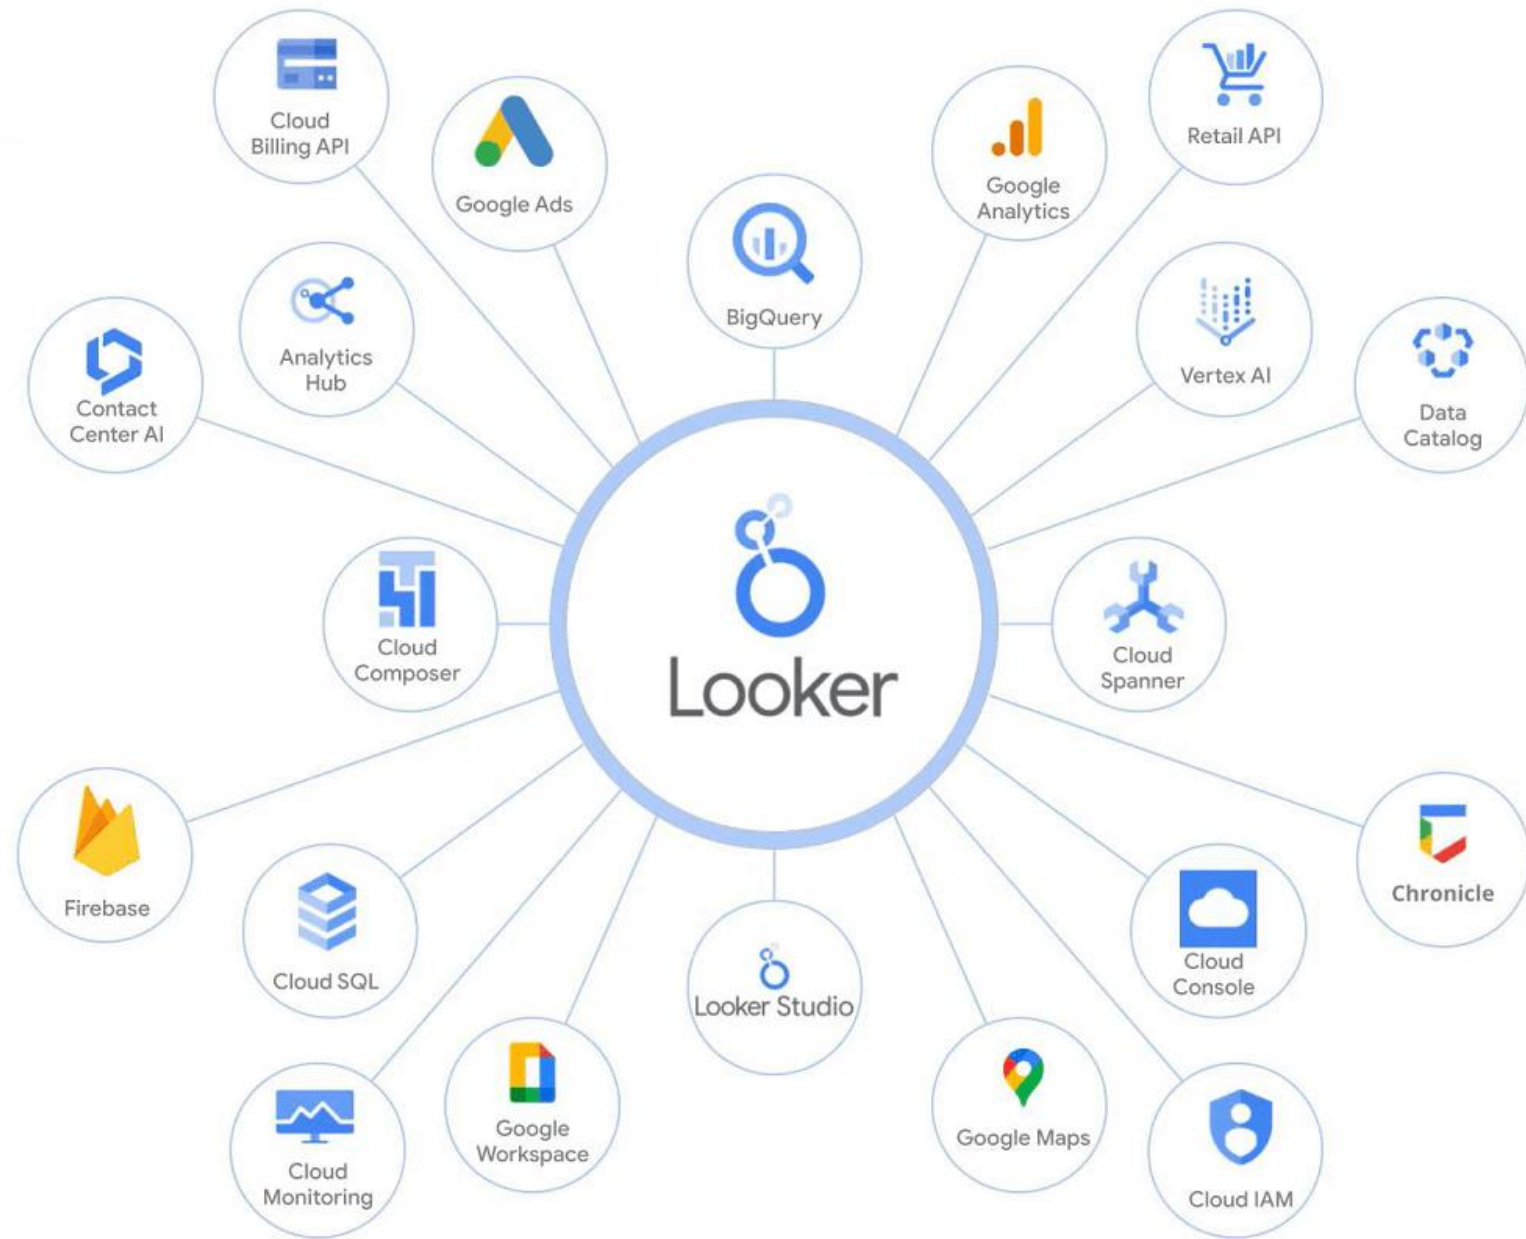 Cloud
Billing API
Google Ads
Google
Analytics
Retail API
BigQuery
Analytics
Hub
Vertex AI
Contact
Center AI
Data
Catalog
Cloud
Composer
Looker
Cloud
Spanner
Firebase
Cloud SQL
Looker Studio
Cloud
Console
Chronicle
Cloud
Monitoring
Google
Workspace
Google Maps
Cloud IAM